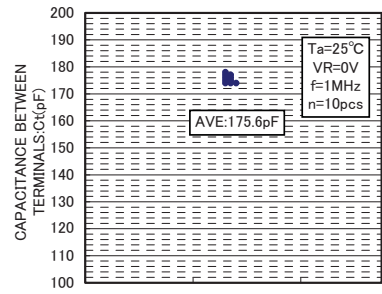 CAPACITANCE BETWEEN
TERMINALS:Ct(pF)
200
190
180
170
160
150
140
130
120
110
100
Ta=25℃
VR=0V
f=1MHz
n=10pcs
AVE:175.6pF